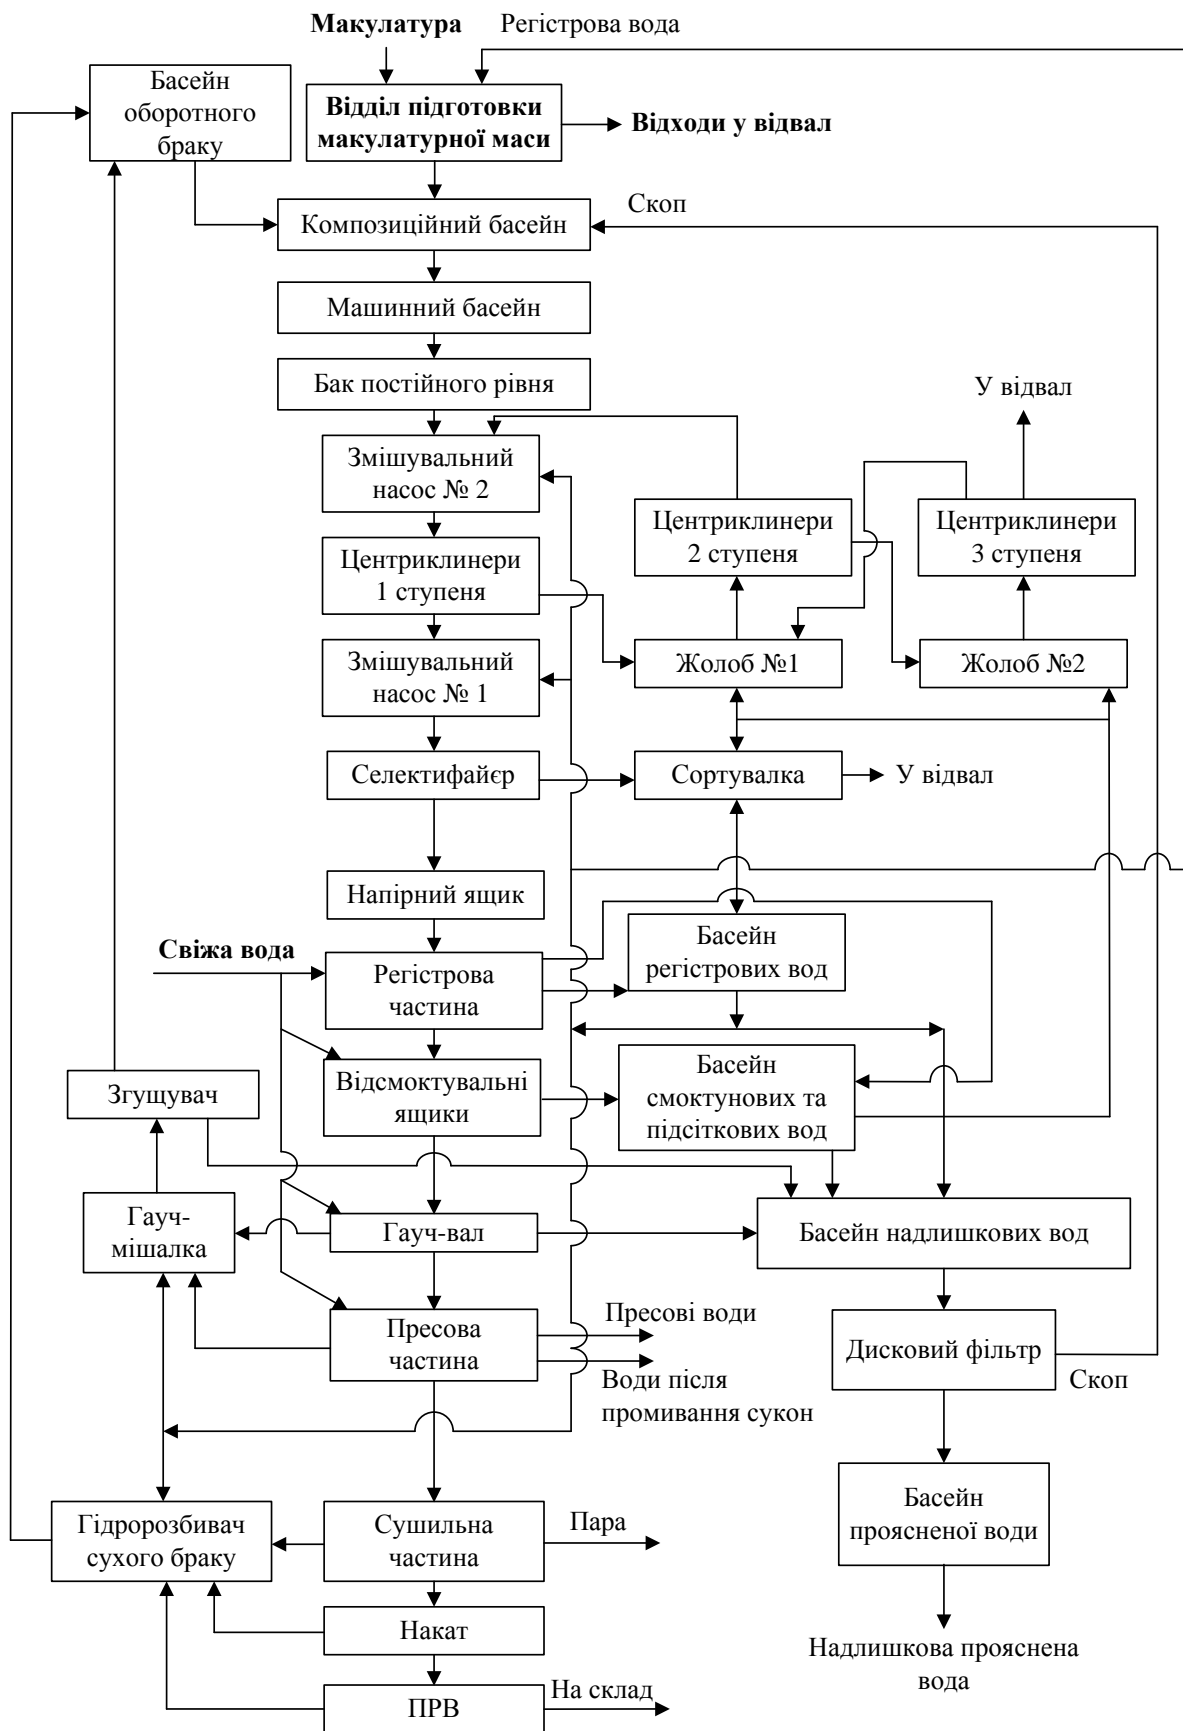 Макулатура
Регістрова вода
Басейн
оборотного
браку
Відділ підготовки
макулатурної маси
Відходи у відвал
Скоп
Композиційний басейн
Машинний басейн
Бак постійного рівня
У відвал
Змішувальний
насос № 2
Центриклинери
2 ступеня
Центриклинери
3 ступеня
Центриклинери
1 ступеня
Змішувальний
насос № 1
Жолоб №1
Жолоб №2
Селектифайєр
Сортувалка
У відвал
Напірний ящик
Свіжа вода
Басейн
регістрових вод
Регістрова
частина
Відсмоктувальні
ящики
Басейн
смоктунових та
підсіткових вод
Згущувач
Гауч-
мішалка
Гауч-вал
Басейн надлишкових вод
Пресові води
Пресова
частина
Дисковий фільтр
Скоп
Води після
промивання сукон
Гідророзбивач
сухого браку
Сушильна
частина
Пара
Басейн
проясненої води
Накат
Надлишкова прояснена
вода
ПРВ
На склад